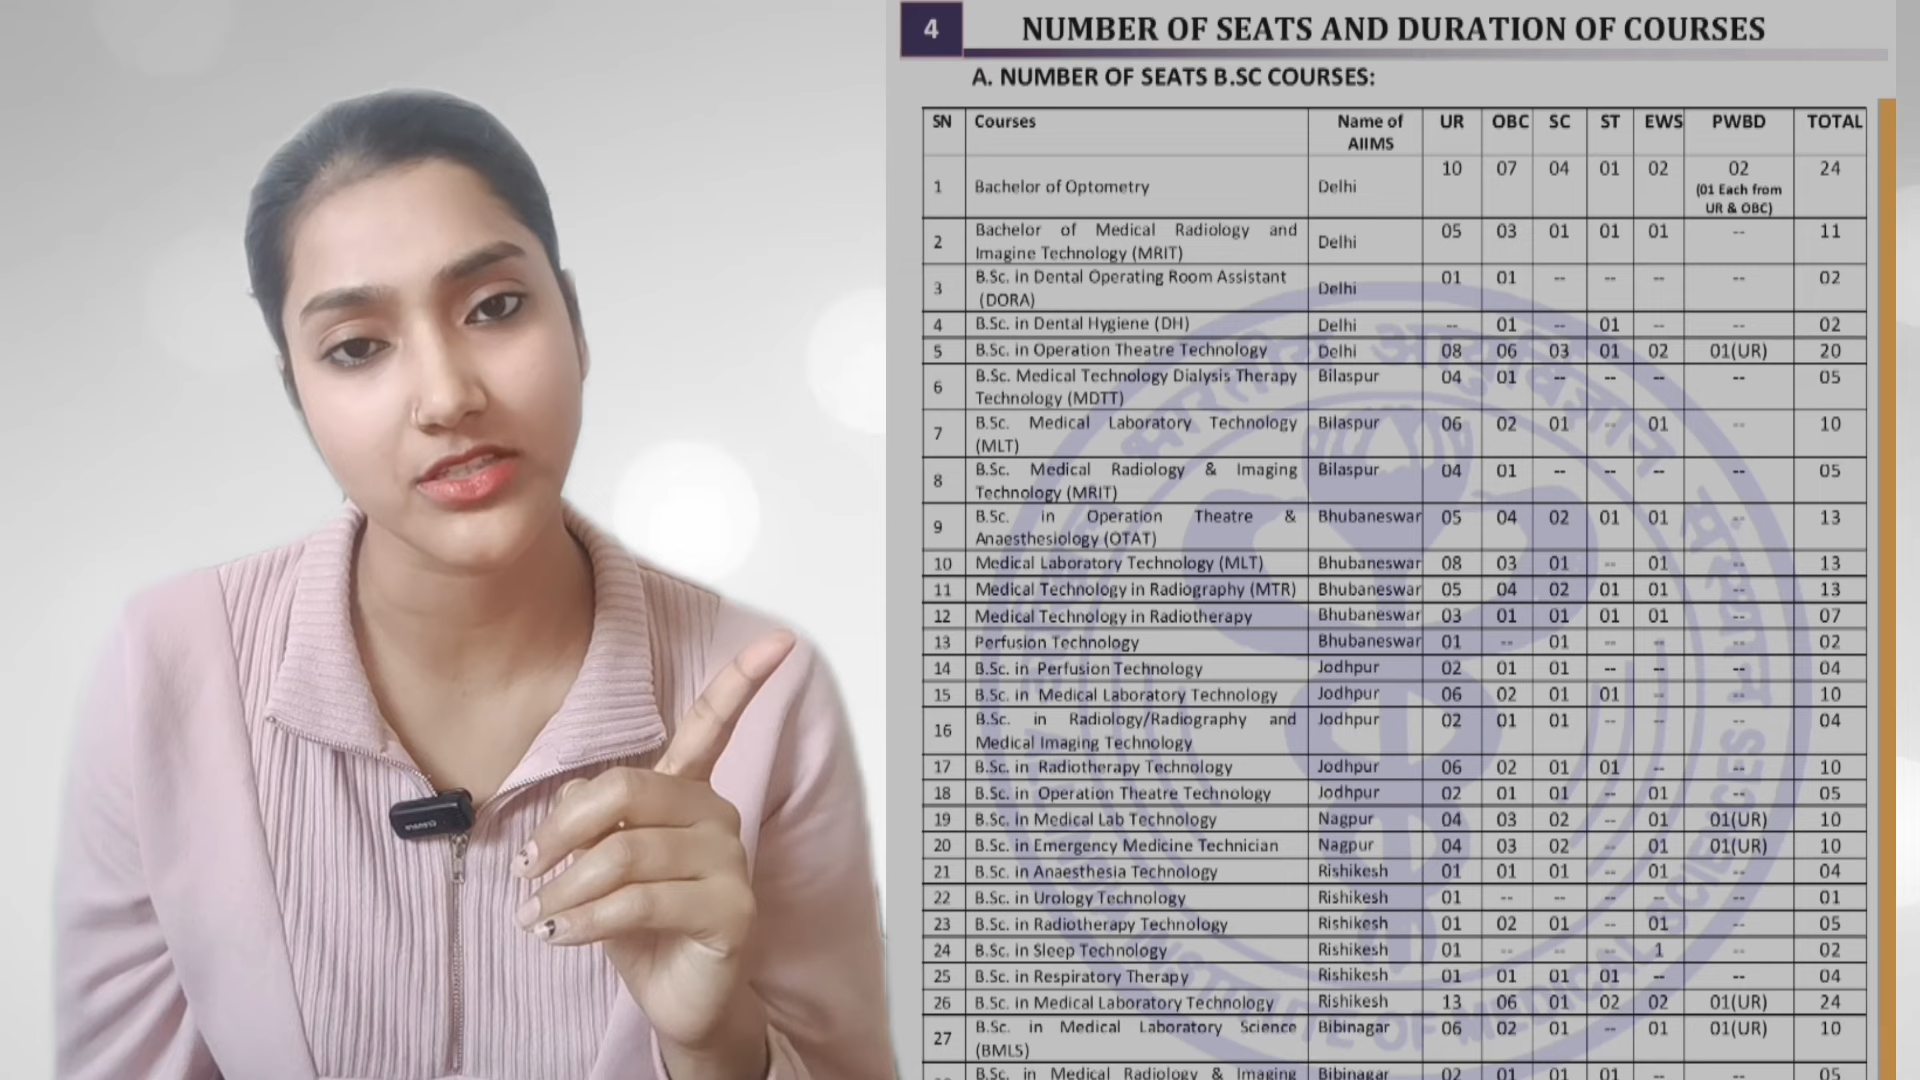 4
NUMBER OF SEATS AND DURATION OF COURSES
A. NUMBER OF SEATS B.SC COURSES:
SN Courses Name of AIIMS UR OBC SC ST EWS PWBD TOTAL
1 Bachelor of Optometry Delhi 10 07 04 01 02 02 (01 Each from UR & OBC) 24
2 Bachelor of Medical Radiology and Imagine Technology (MRIT) Delhi 05 03 01 01 01 -- 11
3 B.Sc. in Dental Operating Room Assistant (DORA) Delhi 01 01 -- -- -- -- 02
4 B.Sc. in Dental Hygiene (DH) Delhi -- 01 -- 01 -- -- 02
5 B.Sc. in Operation Theatre Technology Delhi 08 06 03 01 02 01(UR) 20
6 B.Sc. Medical Technology Dialysis Therapy Technology (MDTT) Bilaspur 04 01 -- -- -- -- 05
7 B.Sc. Medical Laboratory Technology (MLT) Bilaspur 06 02 01 -- 01 -- 10
8 B.Sc. Medical Radiology & Imaging Technology (MRIT) Bilaspur 04 01 -- -- -- -- 05
9 B.Sc. in Operation Theatre & Anaesthesiology (OTAT) Bhubaneswar 05 04 02 01 01 -- 13
10 Medical Laboratory Technology (MLT) Bhubaneswar 08 03 01 -- 01 -- 13
11 Medical Technology in Radiography (MTR) Bhubaneswar 05 04 02 01 01 -- 13
12 Medical Technology in Radiotherapy Bhubaneswar 03 01 01 01 01 -- 07
13 Perfusion Technology Bhubaneswar 01 -- 01 -- -- -- 02
14 B.Sc. in Perfusion Technology Jodhpur 02 01 01 -- -- -- 04
15 B.Sc. in Medical Laboratory Technology Jodhpur 06 02 01 01 -- -- 10
16 B.Sc. in Radiology/Radiography and Medical Imaging Technology Jodhpur 02 01 01 -- -- -- 04
17 B.Sc. in Radiotherapy Technology Jodhpur 06 02 01 01 -- -- 10
18 B.Sc. in Operation Theatre Technology Jodhpur 02 01 01 -- 01 -- 05
19 B.Sc. in Medical Lab Technology Nagpur 04 03 02 -- 01 01(UR) 10
20 B.Sc. in Emergency Medicine Technician Nagpur 04 03 02 -- 01 01(UR) 10
21 B.Sc. in Anaesthesia Technology Rishikesh 01 01 01 -- 01 -- 04
22 B.Sc. in Urology Technology Rishikesh 01 -- -- -- -- -- 01
23 B.Sc. in Radiotherapy Technology Rishikesh 01 02 01 -- 01 -- 05
24 B.Sc. in Sleep Technology Rishikesh 01 -- -- -- 1 -- 02
25 B.Sc. in Respiratory Therapy Rishikesh 01 01 01 01 -- -- 04
26 B.Sc. in Medical Laboratory Technology Rishikesh 13 06 01 02 02 01(UR) 24
27 B.Sc. in Medical Laboratory Science (BMLS) Bibinagar 06 02 01 -- 01 01(UR) 10
B.Sc. in Medical Radiology & Imaging Bibinagar 02 01 01 01 -- -- 05